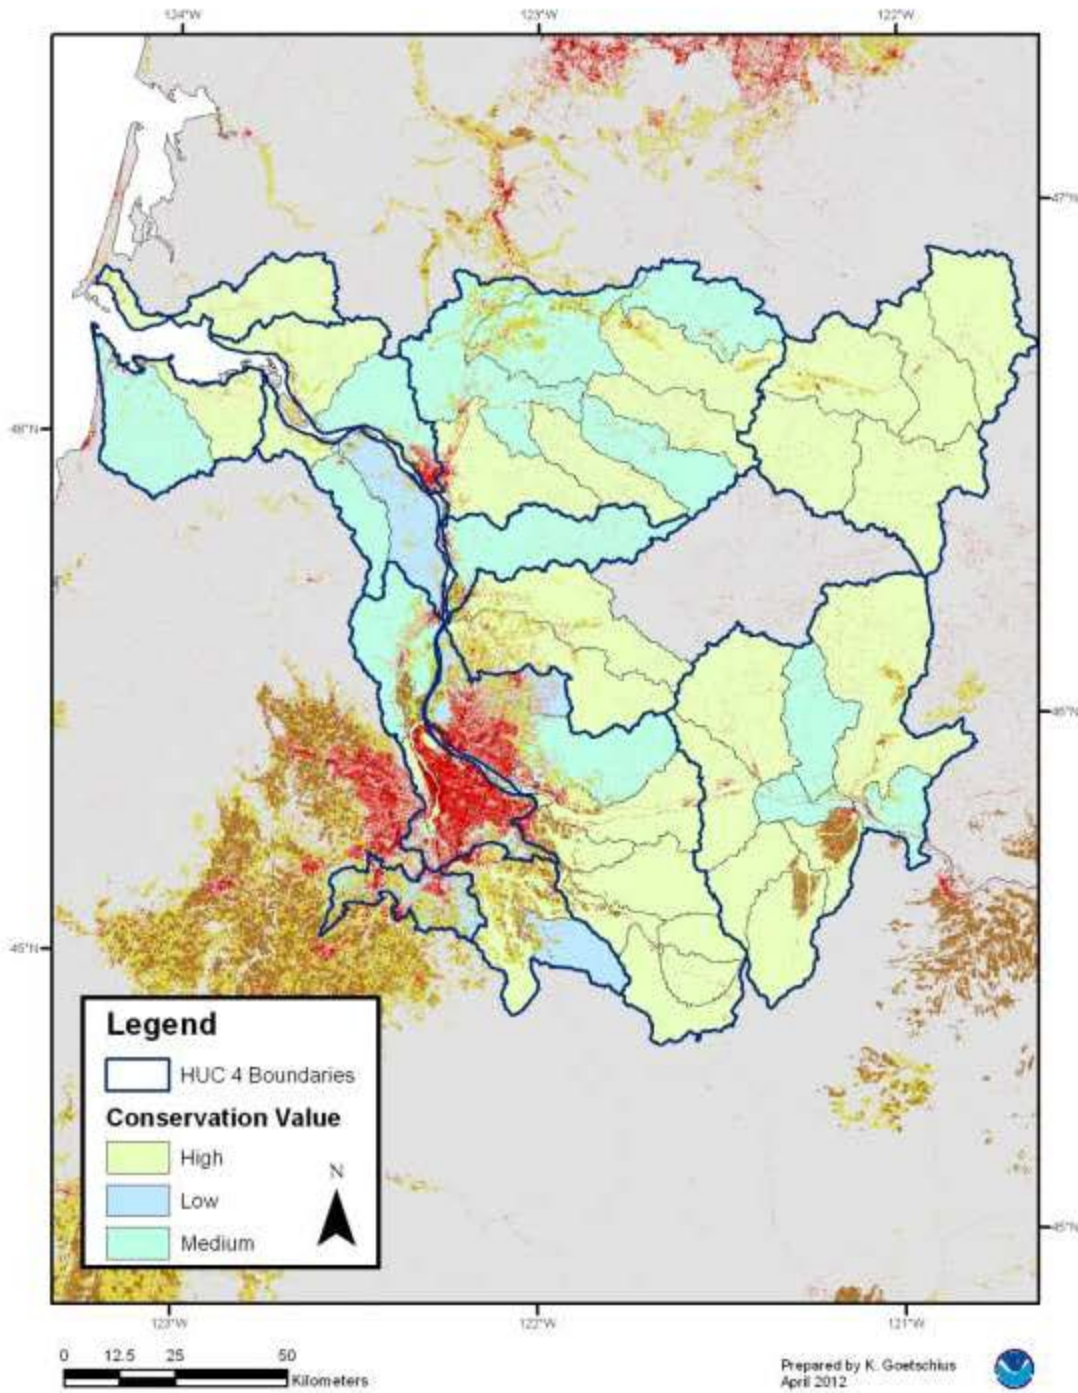 124°W 123°W 122°W
47°N
46°N
46°N
45°N
45°N
Legend
HUC 4 Boundaries
Conservation Value
High
Low
Medium
N
123°W 122°W 121°W
0 12.5 25 50
Kilometers
Prepared by K. Goetschius
April 2012